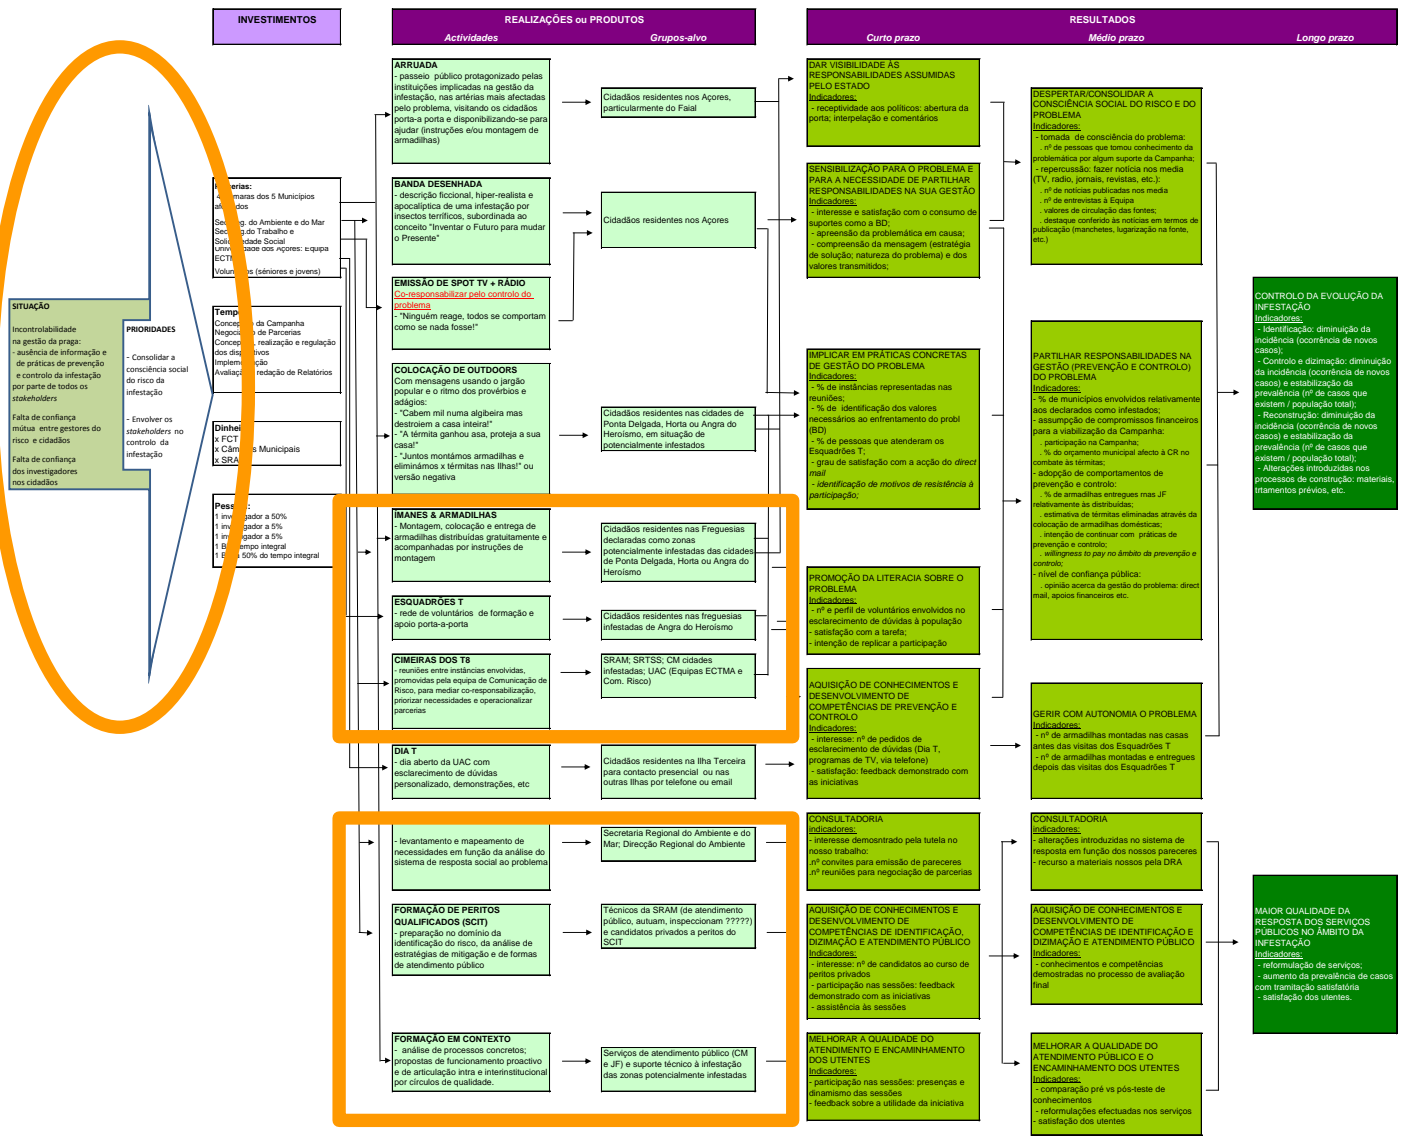 INVESTIMENTOS
REALIZAÇÕES ou PRODUTOS
Actividades
Grupos-alvo
RESULTADOS
Curto prazo
Médio prazo
Longo prazo
SITUAÇÃO
Incontrolabilidade
na gestão da praga:
- ausência de informação e
de práticas de prevenção
e controlo da infestação
por parte de todos os
stakeholders
Falta de confiança
mútua entre gestores do
risco e cidadãos
Falta de confiança
dos investigadores
nos cidadãos
PRIORIDADES
- Consolidar a
consciência social
do risco da
infestação
- Envolver os
stakeholders no
controlo da
infestação
Municípios
do Ambiente e do Mar
do Trabalho e
Solidariedade Social
dos Açores: Equipa
(séniores e jovens)
Concepção da Campanha
de Parcerias
realização e regulação
dos
Avaliação redação de Relatórios
x FCT
x Municipais
x SRA
1 a 50%
1 a 5%
1 a 5%
1 tempo integral
1 50% do tempo integral
ARRUADA
- passeio público protagonizado pelas
instituições implicadas na gestão da
infestação, nas artérias mais afectadas
pelo problema, visitando os cidadãos
porta-a porta e disponibilizando-se para
ajudar (instruções e/ou montagem de
armadilhas)
BANDA DESENHADA
- descrição ficcional, hiper-realista e
apocalíptica de uma infestação por
insectos terríficos, subordinada ao
conceito "Inventar o Futuro para mudar
o Presente"
EMISSÃO DE SPOT TV + RÁDIO
Co-responsabilizar pelo controlo do
problema
- "Ninguém reage, todos se comportam
como se nada fosse!"
COLOCAÇÃO DE OUTDOORS
Com mensagens usando o jargão
popular e o ritmo dos provérbios e
adágios:
- "Cabem mil numa algibeira mas
destroiem a casa inteira!"
- "A térmita ganhou asa, proteja a sua
casa!"
- "Juntos montámos armadilhas e
eliminámos x térmitas nas Ilhas!" ou
versão negativa
IMANES & ARMADILHAS
- Montagem, colocação e entrega de
armadilhas distribuídas gratuitamente e
acompanhadas por instruções de
montagem
ESQUADRÕES T
- rede de voluntários de formação e
apoio porta-a-porta
CIMEIRAS DOS T8
- reuniões entre instâncias envolvidas,
promovidas pela equipa de Comunicação de
Risco, para mediar co-responsabilização,
priorizar necessidades e operacionalizar
parcerias
DIA T
- dia aberto da UAC com
esclarecimento de dúvidas
personalizado, demonstrações, etc
- levantamento e mapeamento de
necessidades em função da análise do
sistema de resposta social ao problema
FORMAÇÃO DE PERITOS
QUALIFICADOS (SCIT)
- preparação no domínio da
identificação do risco, da análise de
estratégias de mitigação e de formas
de atendimento público
FORMAÇÃO EM CONTEXTO
- análise de processos concretos;
propostas de funcionamento proactivo
e de articulação intra e interinstitucional
por círculos de qualidade.
Cidadãos residentes nos Açores,
particularmente do Faial
Cidadãos residentes nos Açores
Cidadãos residentes nas cidades de
Ponta Delgada, Horta ou Angra do
Heroísmo, em situação de
potencialmente infestados
Cidadãos residentes nas Freguesias
declaradas como zonas
potencialmente infestadas das cidades
de Ponta Delgada, Horta ou Angra do
Heroísmo
Cidadãos residentes nas freguesias
infestadas de Angra do Heroísmo
SRAM; SRTSS; CM cidades
infestadas; UAC (Equipas ECTMA e
Com. Risco)
Cidadãos residentes na Ilha Terceira
para contacto presencial ou nas
outras Ilhas por telefone ou email
Secretaria Regional do Ambiente e do
Mar; Direcção Regional do Ambiente
Técnicos da SRAM (de atendimento
público, autuam, inspeccionam ?????)
e candidatos privados a peritos do
SCIT
Serviços de atendimento público (CM
e JF) e suporte técnico à infestação
das zonas potencialmente infestadas
DAR VISIBILIDADE ÀS
RESPONSABILIDADES ASSUMIDAS
PELO ESTADO
Indicadores:
- receptividade aos políticos: abertura da
porta; interpelação e comentários
SENSIBILIZAÇÃO PARA O PROBLEMA E
PARA A NECESSIDADE DE PARTILHAR
RESPONSABILIDADES NA SUA GESTÃO
Indicadores:
- interesse e satisfação com o consumo de
suportes como a BD;
- apreensão da problemática em causa;
- compreensão da mensagem (estratégia
de solução; natureza do problema) e dos
valores transmitidos;
IMPLICAR EM PRÁTICAS CONCRETAS
DE GESTÃO DO PROBLEMA
Indicadores:
- % de instâncias representadas nas
reuniões;
- % de identificação dos valores
necessários ao enfrentamento do probl
(BD)
- % de pessoas que atenderam os
Esquadrões T;
- grau de satisfação com a acção do direct
mail
- identificação de motivos de resistência à
participação;
PROMOÇÃO DA LITERACIA SOBRE O
PROBLEMA
Indicadores:
- nº e perfil de voluntários envolvidos no
esclarecimento de dúvidas à população
- satisfação com a tarefa;
- intenção de replicar a participação
AQUISIÇÃO DE CONHECIMENTOS E
DESENVOLVIMENTO DE
COMPETÊNCIAS DE PREVENÇÃO E
CONTROLO
Indicadores:
- interesse: nº de pedidos de
esclarecimento de dúvidas (Dia T,
programas de TV, via telefone)
- satisfação: feedback demonstrado com
as iniciativas
CONSULTADORIA
indicadores:
- interesse demosntrado pela tutela no
nosso trabalho:
.nº convites para emissão de pareceres
.nº reuniões para negociação de parcerias
AQUISIÇÃO DE CONHECIMENTOS E
DESENVOLVIMENTO DE
COMPETÊNCIAS DE IDENTIFICAÇÃO,
DIZIMAÇÃO E ATENDIMENTO PÚBLICO
Indicadores:
- interesse: nº de candidatos ao curso de
peritos privados
- participação nas sessões: feedback
demonstrado com as iniciativas
- assistência às sessões
MELHORAR A QUALIDADE DO
ATENDIMENTO E ENCAMINHAMENTO
DOS UTENTES
Indicadores:
- participação nas sessões: presenças e
dinamismo das sessões
- feedback sobre a utilidade da iniciativa
DESPERTAR/CONSOLIDAR A
CONSCIÊNCIA SOCIAL DO RISCO E DO
PROBLEMA
Indicadores:
- tomada de consciência do problema:
. nº de pessoas que tomou conhecimento da
problemática por algum suporte da Campanha;
- repercussão: fazer notícia nos media
(TV, radio, jornais, revistas, etc.):
. nº de notícias publicadas nos media
. nº de entrevistas à Equipa
. valores de circulação das fontes;
. destaque conferido às notícias em termos de
publicação (manchetes, lugarização na fonte,
etc.)
PARTILHAR RESPONSABILIDADES NA
GESTÃO (PREVENÇÃO E CONTROLO)
DO PROBLEMA
Indicadores:
- % de municípios envolvidos relativamente
aos declarados como infestados;
- assumpção de compromissos financeiros
para a viabilização da Campanha:
. participação na Campanha;
. % do orçamento municipal afecto à CR no
combate às térmitas;
- adopção de comportamentos de
prevenção e controlo:
. % de armadilhas entregues rnas JF
relativamente às distribuídas;
. estimativa de térmitas eliminadas através da
colocação de armadilhas domésticas;
. intenção de continuar com práticas de
prevenção e controlo;
. willingness to pay no âmbito da prevenção e
controlo;
- nível de confiança pública:
. opinião acerca da gestão do problema: direct
mail, apoios financeiros etc.
GERIR COM AUTONOMIA O PROBLEMA
Indicadores:
- nº de armadilhas montadas nas casas
antes das visitas dos Esquadrões T
- nº de armadilhas montadas e entregues
depois das visitas dos Esquadrões T
CONSULTADORIA
indicadores:
- alterações introduzidas no sistema de
resposta em função dos nossos pareceres
- recurso a materiais nossos pela DRA
AQUISIÇÃO DE CONHECIMENTOS E
DESENVOLVIMENTO DE
COMPETÊNCIAS DE IDENTIFICAÇÃO E
DIZIMAÇÃO E ATENDIMENTO PÚBLICO
Indicadores:
- conhecimentos e competências
demostradas no processo de avaliação
final
MELHORAR A QUALIDADE DO
ATENDIMENTO PÚBLICO E O
ENCAMINHAMENTO DOS UTENTES
Indicadores:
- comparação pré vs pós-teste de
conhecimentos
- reformulações efectuadas nos serviços
- satisfação dos utentes
CONTROLO DA EVOLUÇÃO DA
INFESTAÇÃO
Indicadores:
- Identificação: diminuição da
incidência (ocorrência de novos
casos);
- Controlo e dizimação: diminuição
da incidência (ocorrência de novos
casos) e estabilização da
prevalência (nº de casos que
existem / população total);
- Reconstrução: diminuição da
incidência (ocorrência de novos
casos) e estabilização da
prevalência (nº de casos que
existem / população total);
- Alterações introduzidas nos
processos de construção: materiais,
trtamentos prévios, etc.
MAIOR QUALIDADE DA
RESPOSTA DOS SERVIÇOS
PÚBLICOS NO ÂMBITO DA
INFESTAÇÃO
Indicadores:
- reformulação de serviços;
- aumento da prevalência de casos
com tramitação satisfatória
- satisfação dos utentes.